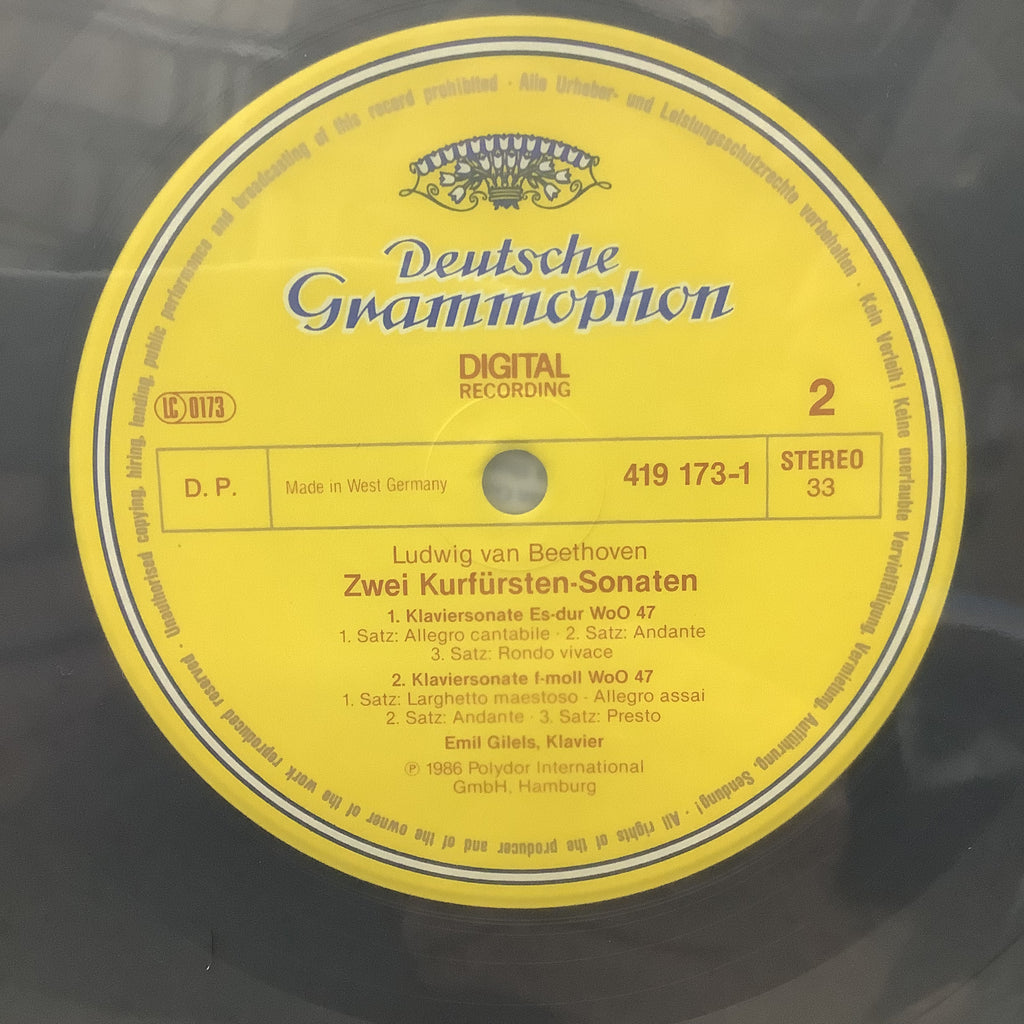 Unauthorised copying, hiring, lending, public performance and broadcasting of this record prohibited · Alle Urheber- und Leistungsschutzrechte vorbehalten · Kein Verleih! Keine unerlaubte Vervielfältigung, Vermietung, Aufführung, Sendung! · All rights of the producer and of the owner of the work reproduced reserved ·
Deutsche
Grammophon
DIGITAL
RECORDING
LC 0173
2
D. P.
Made in West Germany
419 173-1
STEREO
33
Ludwig van Beethoven
Zwei Kurfürsten-Sonaten
1. Klaviersonate Es-dur WoO 47
1. Satz: Allegro cantabile · 2. Satz: Andante
3. Satz: Rondo vivace
2. Klaviersonate f-moll WoO 47
1. Satz: Larghetto maestoso · Allegro assai
2. Satz: Andante · 3. Satz: Presto
Emil Gilels, Klavier
℗ 1986 Polydor International
GmbH, Hamburg